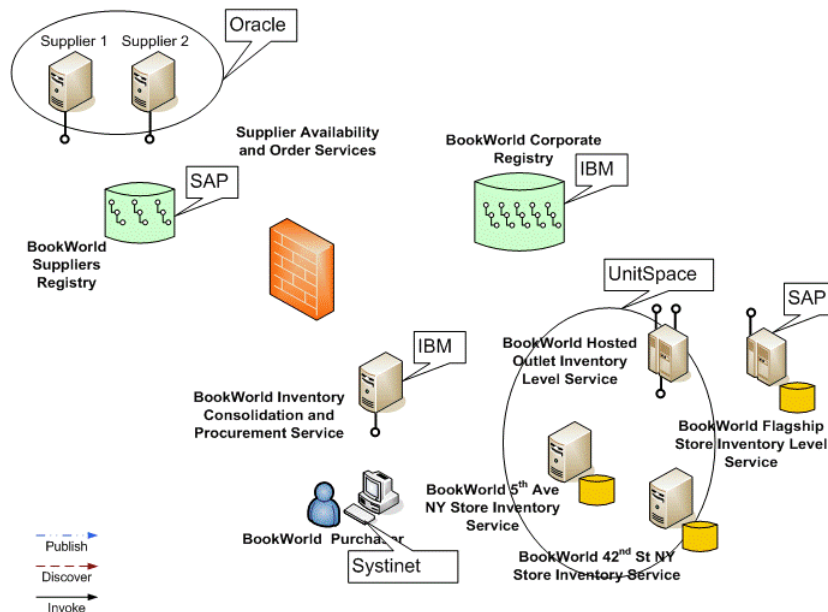 Supplier 1
Supplier 2
Oracle
Supplier Availability
and Order Services
BookWorld Corporate
Registry
SAP
IBM
BookWorld
Suppliers
Registry
UnitSpace
SAP
BookWorld Hosted
Outlet Inventory
Level Service
IBM
BookWorld Inventory
Consolidation and
Procurement Service
BookWorld Flagship
Store Inventory Level
Service
BookWorld 5th Ave
NY Store Inventory
Service
BookWorld Purchaser
Systinet
BookWorld 42nd St NY
Store Inventory Service
Publish
Discover
Invoke